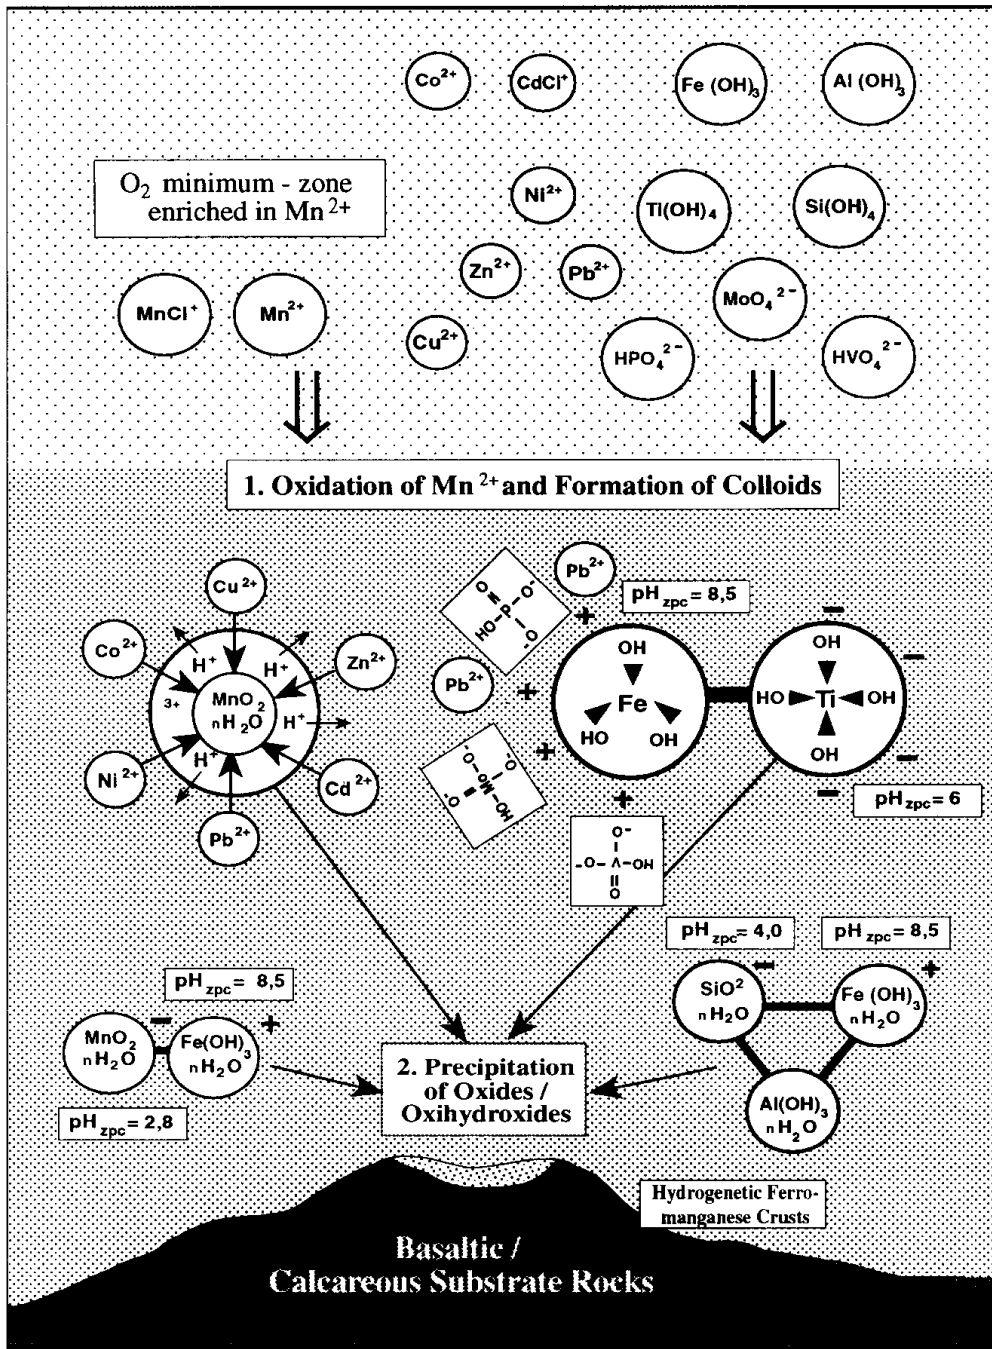 Co²⁺
CdCl⁺
Fe (OH)₃
Al (OH)₃
O₂ minimum - zone
enriched in Mn²⁺
Ni²⁺
Ti(OH)₄
Si(OH)₄
Zn²⁺
Pb²⁺
MoO₄²⁻
MnCl⁺
Mn²⁺
Cu²⁺
HPO₄²⁻
HVO₄²⁻
1. Oxidation of Mn²⁺ and Formation of Colloids
Cu²⁺
Co²⁺
Zn²⁺
H⁺
H⁺
3+
MnO₂
nH₂O
H⁺
H⁺
Ni²⁺
Cd²⁺
Pb²⁺
Pb²⁺
O
HO-P-O⁻
O⁻
Pb²⁺
pH zpc = 8,5
+
+
+
+
OH
Fe
HO
OH
−
−
−
−
OH
HO
Ti
OH
OH
pH zpc = 6
⁻O
O⁻
Mo
O⁻
HO
O⁻
⁻O-Λ-OH
O
pH zpc = 4,0
pH zpc = 8,5
−
+
SiO²
nH₂O
Fe (OH)₃
nH₂O
Al(OH)₃
nH₂O
pH zpc = 8,5
−
+
MnO₂
nH₂O
Fe(OH)₃
nH₂O
pH zpc = 2,8
2. Precipitation
of Oxides /
Oxihydroxides
Hydrogenetic Ferro-
manganese Crusts
Basaltic /
Calcareous Substrate Rocks